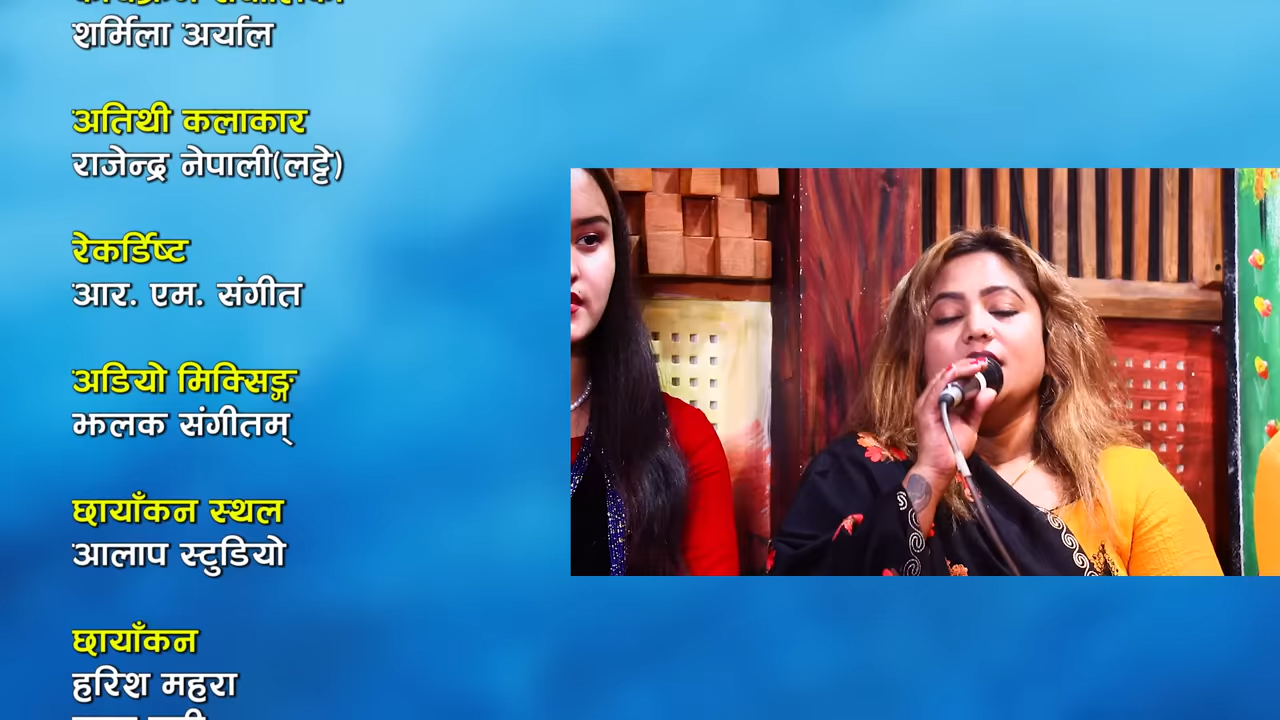 शर्मिला अर्याल
अतिथी कलाकार
राजेन्द्र नेपाली(लट्टे)
रेकर्डिष्ट
आर. एम. संगीत
अडियो मिक्सिङ्ग
झलक संगीतम्
छायाँकन स्थल
आलाप स्टुडियो
छायाँकन
हरिश महरा